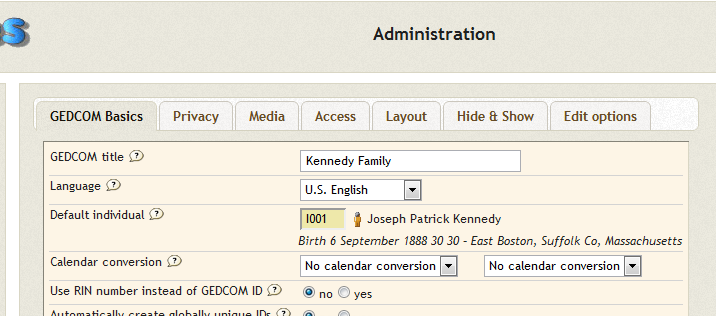 Administration
GEDCOM Basics Privacy Media Access Layout Hide & Show Edit options
GEDCOM title ? Kennedy Family
Language ? U.S. English
Default individual ? I001 Joseph Patrick Kennedy
Birth 6 September 1888 30 30 - East Boston, Suffolk Co, Massachusetts
Calendar conversion ? No calendar conversion No calendar conversion
Use RIN number instead of GEDCOM ID ? no yes
Automatically create globally unique IDs ?